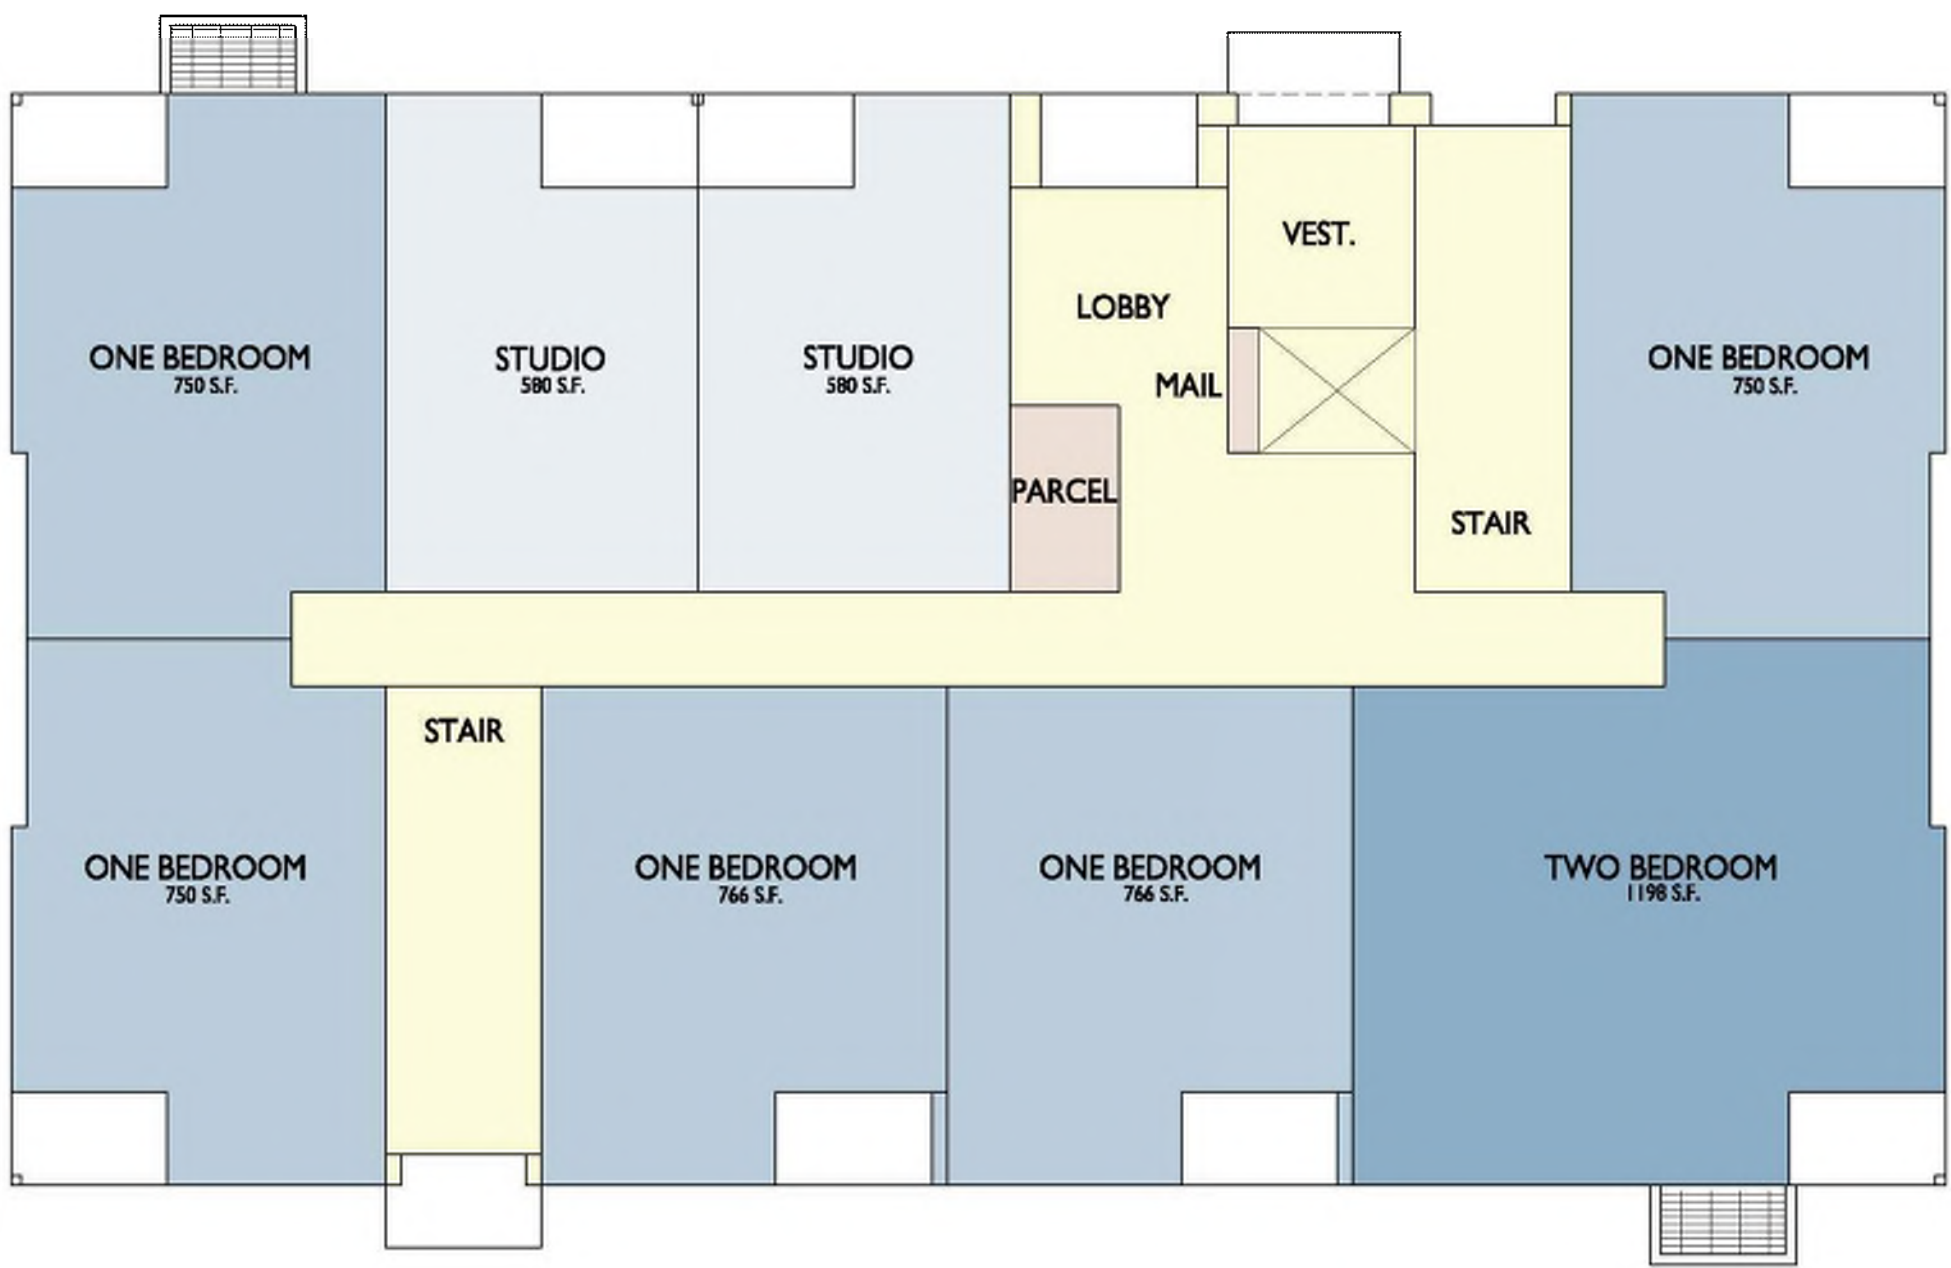 VEST.
LOBBY
ONE BEDROOM
750 S.F.
STUDIO
580 S.F.
STUDIO
580 S.F.
MAIL
ONE BEDROOM
750 S.F.
PARCEL
STAIR
STAIR
ONE BEDROOM
750 S.F.
ONE BEDROOM
766 S.F.
ONE BEDROOM
766 S.F.
TWO BEDROOM
1198 S.F.